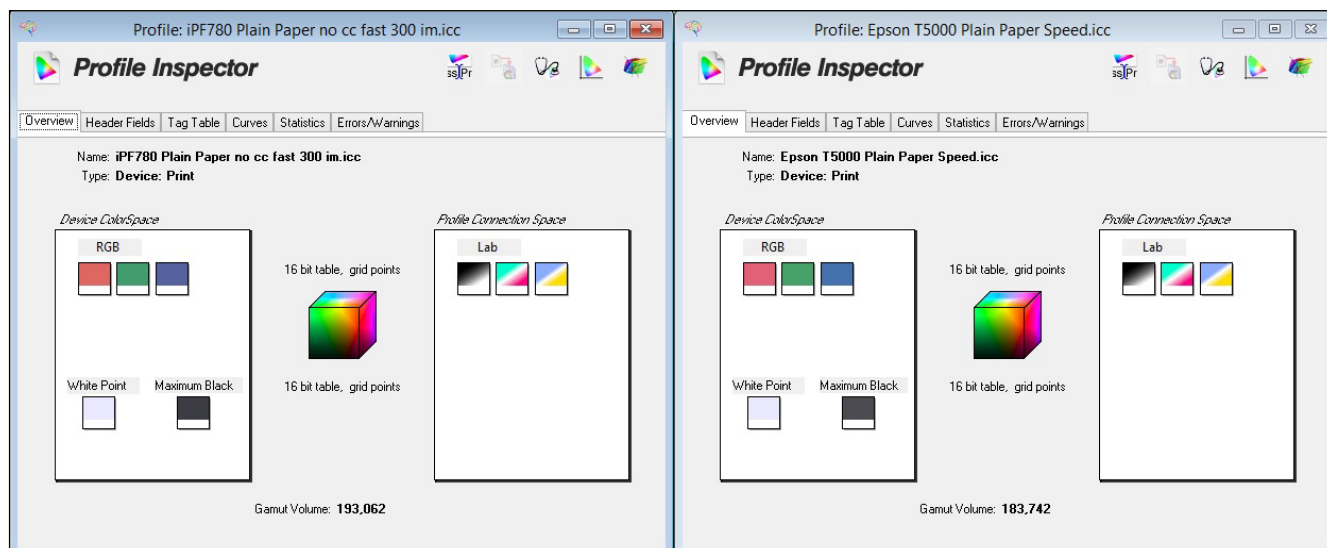 Profile: iPF780 Plain Paper no cc fast 300 im.icc
Profile Inspector
ss Pr
Overview Header Fields Tag Table Curves Statistics Errors/Warnings
Name: iPF780 Plain Paper no cc fast 300 im.icc
Type: Device: Print
Device ColorSpace
Profile Connection Space
RGB
Lab
16 bit table, grid points
16 bit table, grid points
White Point
Maximum Black
Gamut Volume: 193,062
Profile: Epson T5000 Plain Paper Speed.icc
Profile Inspector
ss Pr
Overview Header Fields Tag Table Curves Statistics Errors/Warnings
Name: Epson T5000 Plain Paper Speed.icc
Type: Device: Print
Device ColorSpace
Profile Connection Space
RGB
Lab
16 bit table, grid points
16 bit table, grid points
White Point
Maximum Black
Gamut Volume: 183,742